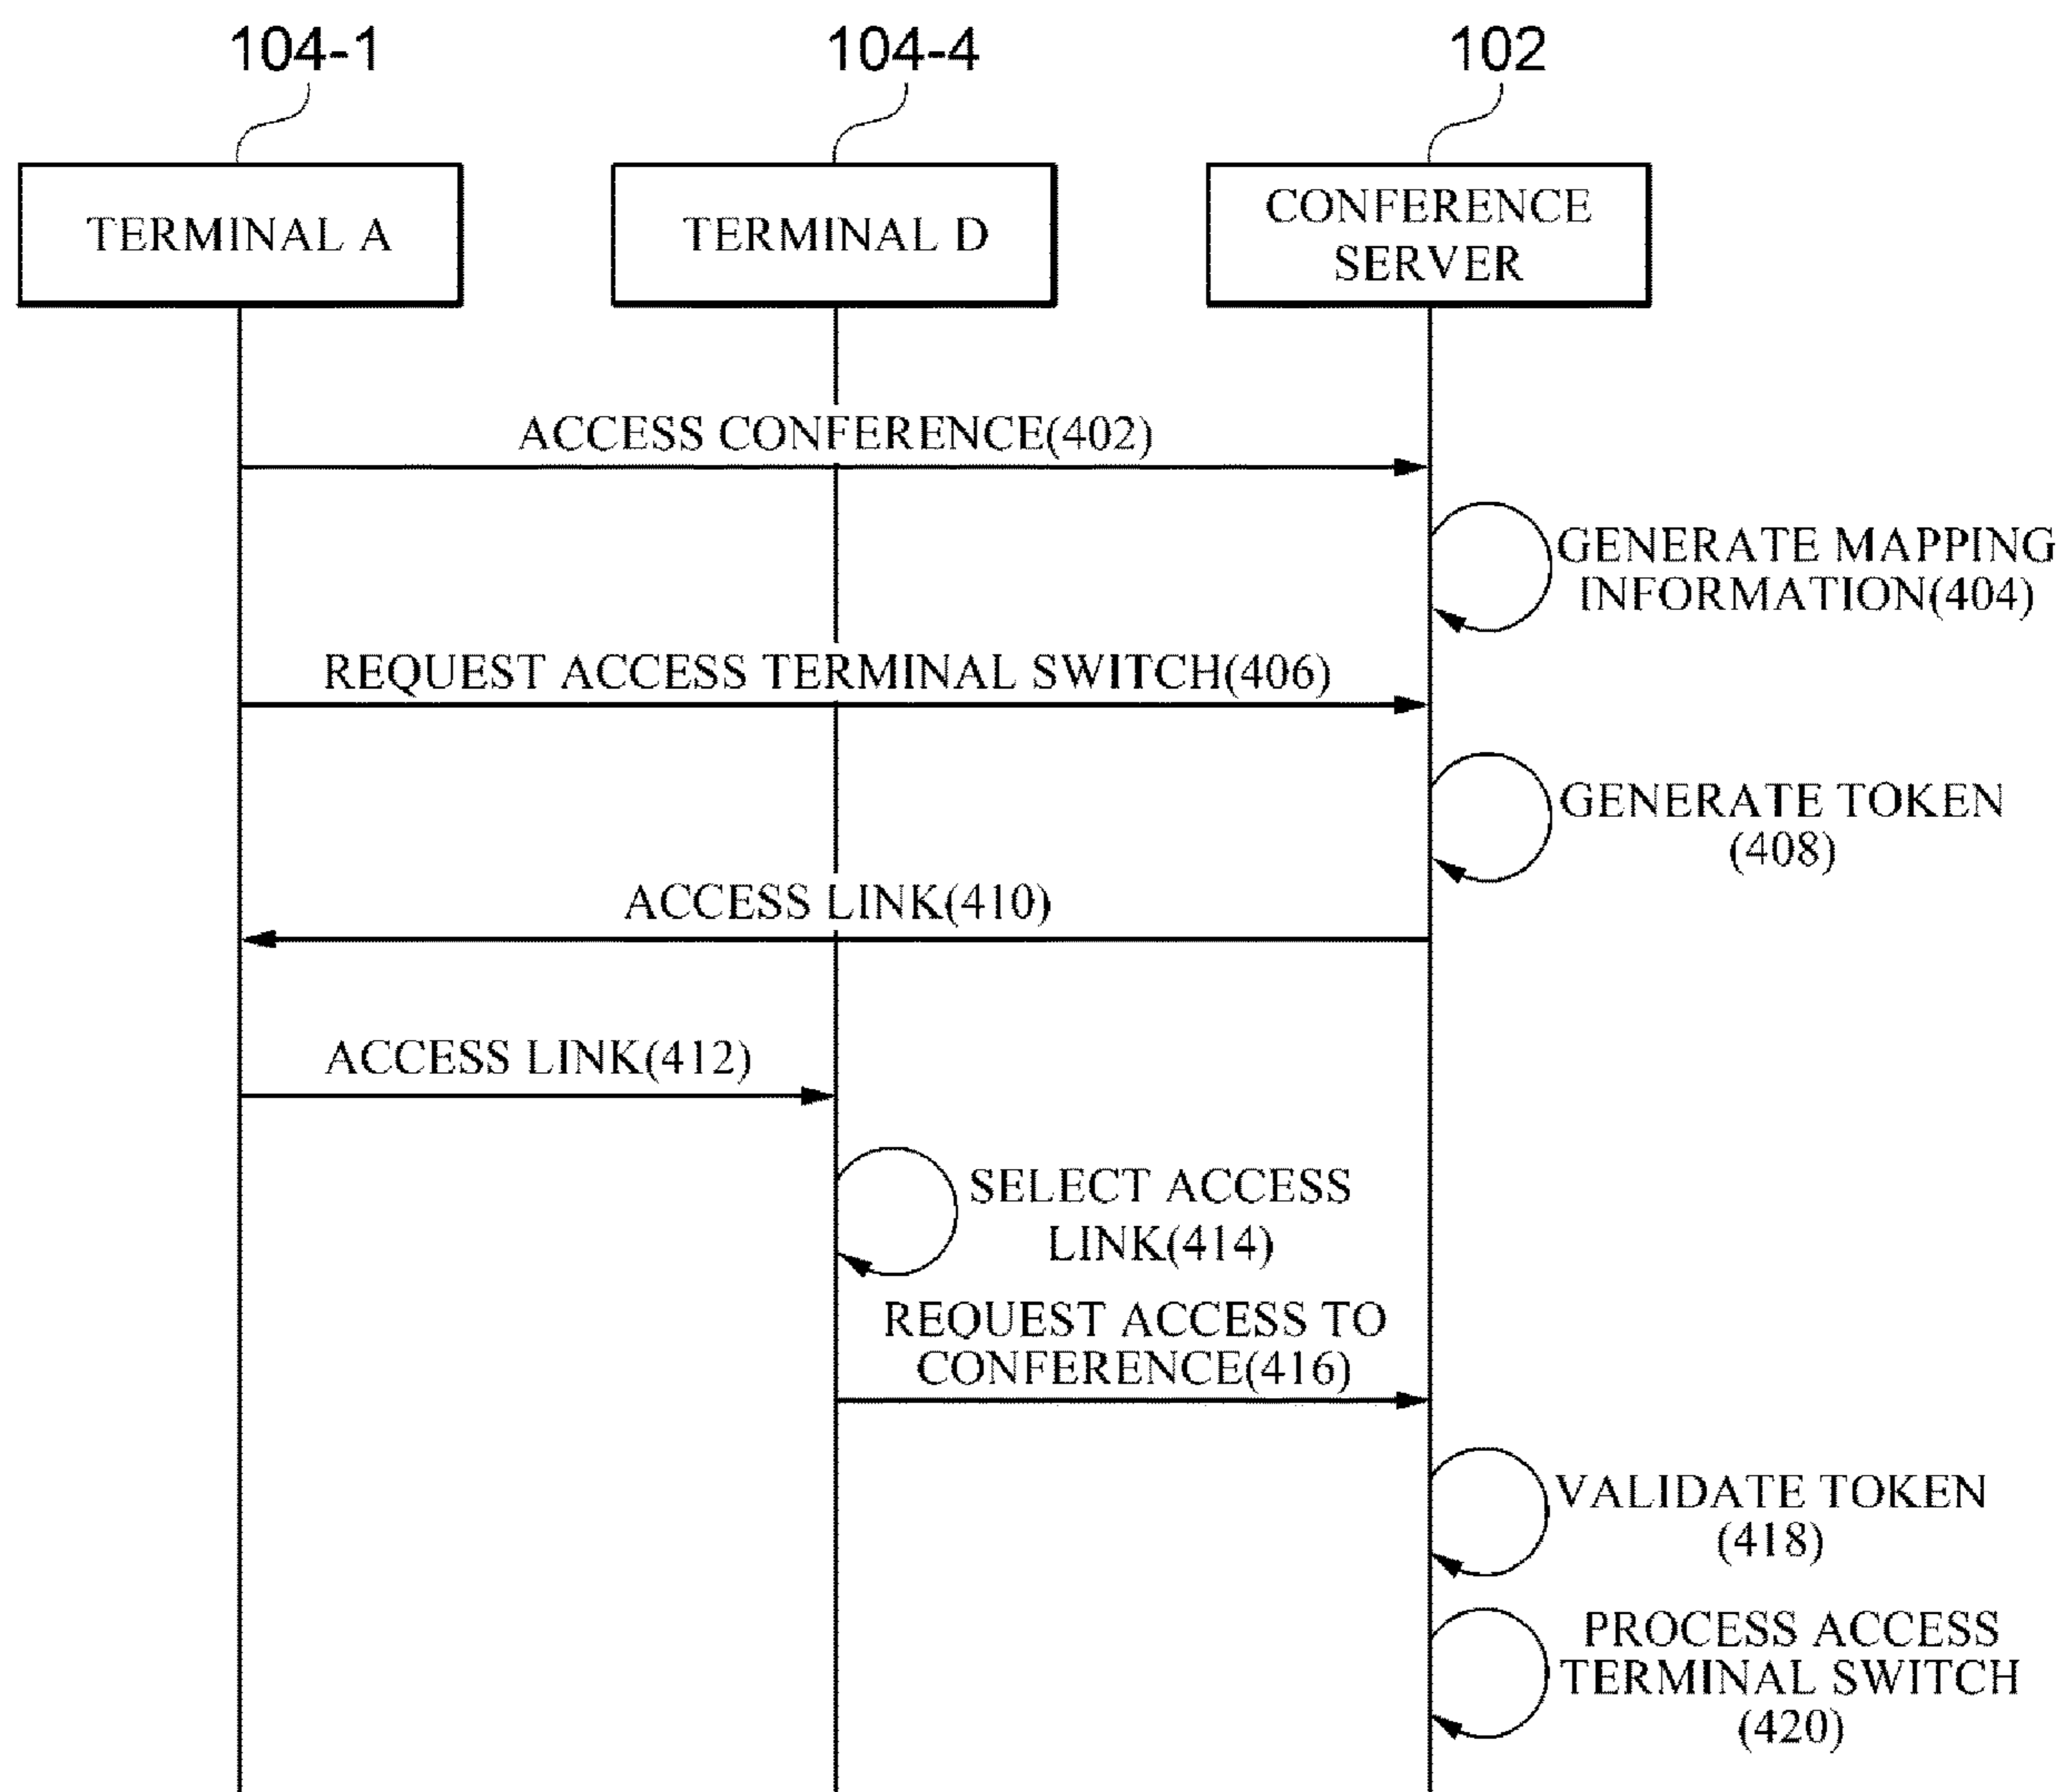 104-1
104-4
102
TERMINAL A
TERMINAL D
CONFERENCE
SERVER
ACCESS CONFERENCE(402)
GENERATE MAPPING
INFORMATION(404)
REQUEST ACCESS TERMINAL SWITCH(406)
GENERATE TOKEN
(408)
ACCESS LINK(410)
ACCESS LINK(412)
SELECT ACCESS
LINK(414)
REQUEST ACCESS TO
CONFERENCE(416)
VALIDATE TOKEN
(418)
PROCESS ACCESS
TERMINAL SWITCH
(420)